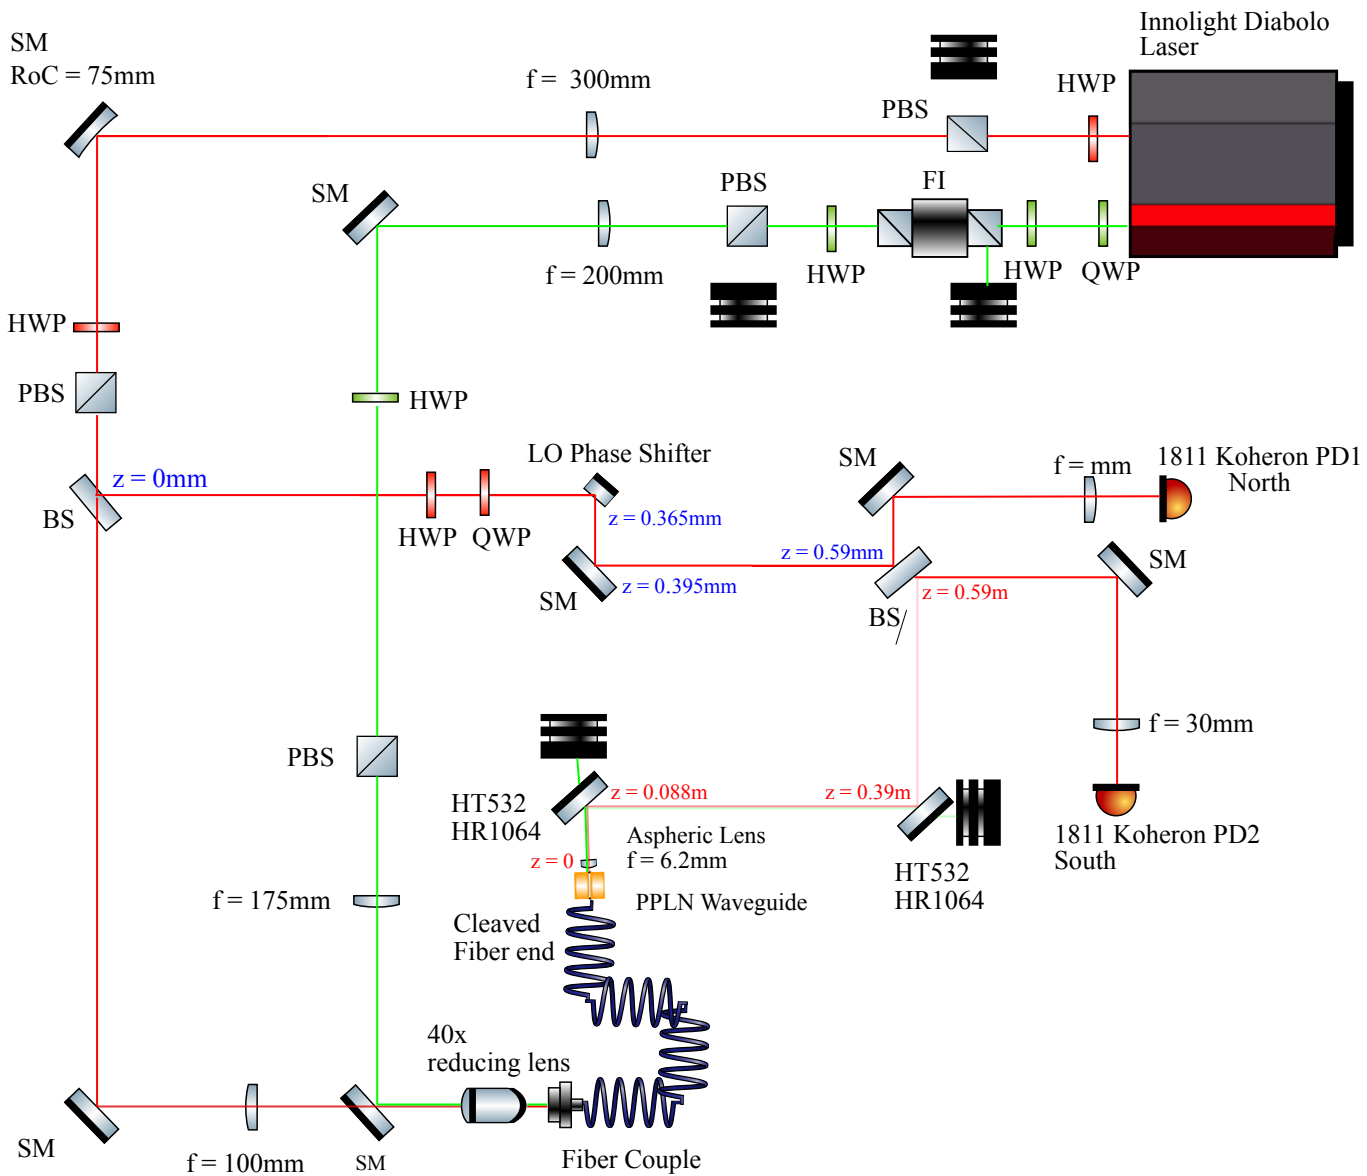 SM
RoC = 75mm
f = 300mm
PBS
HWP
Innolight Diabolo
Laser
SM
PBS
FI
f = 200mm
HWP
HWP
QWP
HWP
PBS
HWP
z = 0mm
BS
HWP
QWP
LO Phase Shifter
z = 0.365mm
SM
z = 0.395mm
SM
z = 0.59mm
f = mm
1811 Koheron PD1
North
SM
BS
z = 0.59m
PBS
f = 30mm
1811 Koheron PD2
South
HT532
HR1064
z = 0.088m
z = 0.39m
Aspheric Lens
f = 6.2mm
z = 0
HT532
HR1064
f = 175mm
PPLN Waveguide
Cleaved
Fiber end
40x
reducing lens
SM
f = 100mm
SM
Fiber Couple